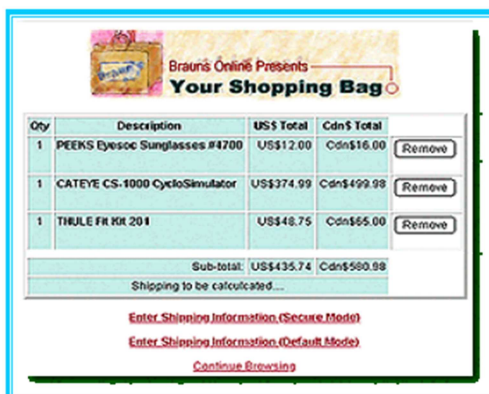 Brauns
Brauns Online Presents
Your Shopping Bag
Qty Description US$ Total Cdn$ Total
1 PEEKS Eyesoc Sunglasses #4700 US$12.00 Cdn$16.00 Remove
1 CATEYE CS-1000 CycloSimulator US$374.99 Cdn$499.98 Remove
1 THULE Fit Kit 201 US$48.75 Cdn$65.00 Remove
Sub-total: US$435.74 Cdn$580.98
Shipping to be calculcated....
Enter Shipping Information (Secure Mode)
Enter Shipping Information (Default Mode)
Continue Browsing